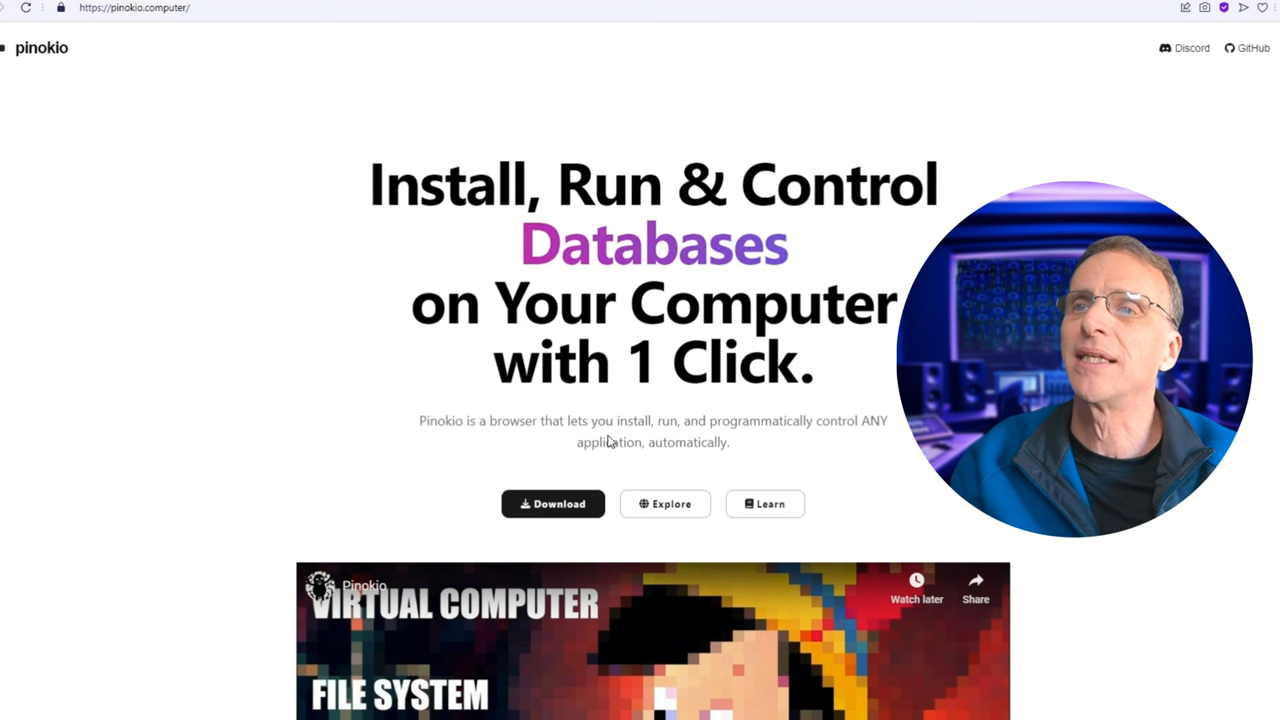 https://pinokio.computer/
pinokio
Discord GitHub
Install, Run & Control
Databases
on Your Computer
with 1 Click.
Pinokio is a browser that lets you install, run, and programmatically control ANY
application, automatically.
Download Explore Learn
Pinokio
Watch later Share
VIRTUAL COMPUTER
FILE SYSTEM